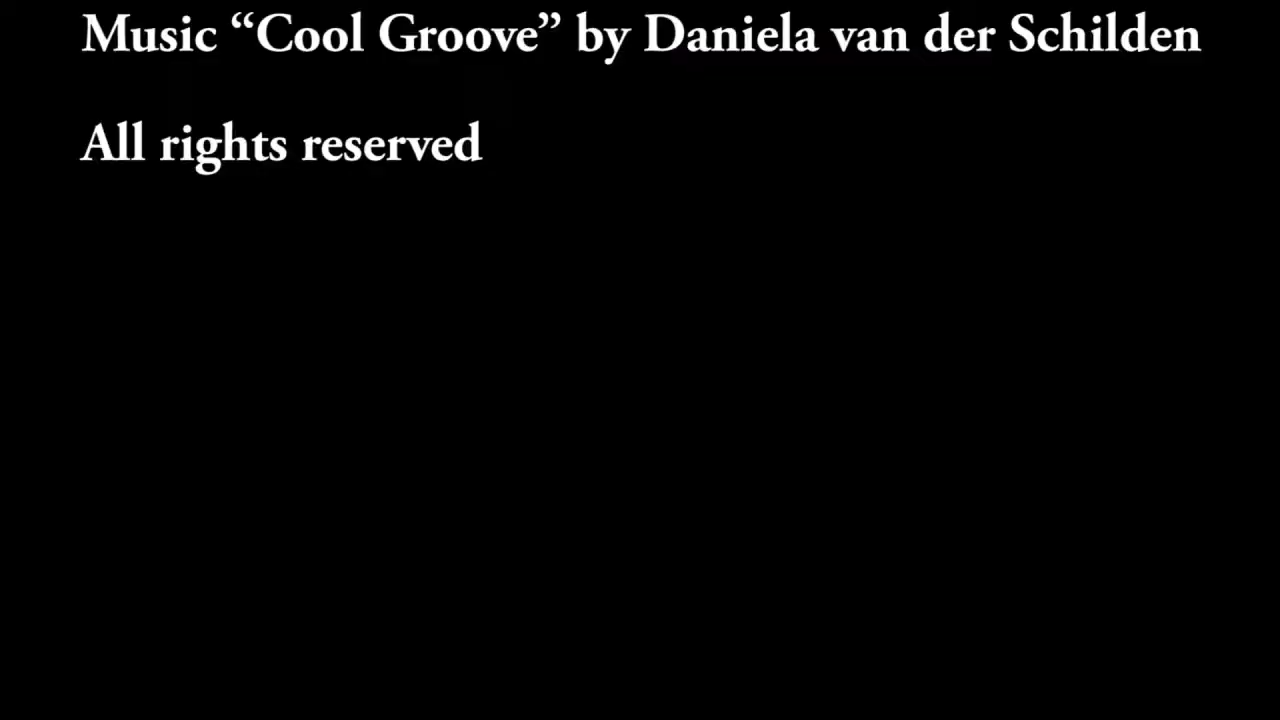 Music “Cool Groove” by Daniela van der Schilden
All rights reserved